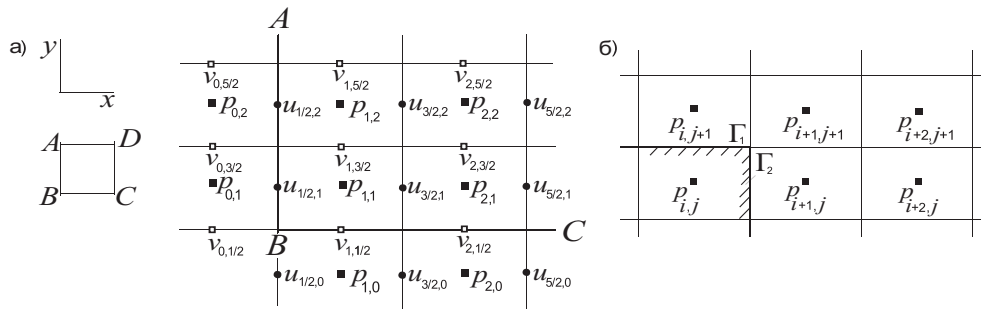 а)
y
x
A D
B C
A
v0,5/2 v1,5/2 v2,5/2
p0,2 u1/2,2 p1,2 u3/2,2 p2,2 u5/2,2
v0,3/2 v1,3/2 v2,3/2
p0,1 u1/2,1 p1,1 u3/2,1 p2,1 u5/2,1
v0,1/2 B v1,1/2 v2,1/2 C
u1/2,0 p1,0 u3/2,0 p2,0 u5/2,0
б)
pi,j+1 Γ1 pi+1,j+1 pi+2,j+1
Γ2
pi,j pi+1,j pi+2,j